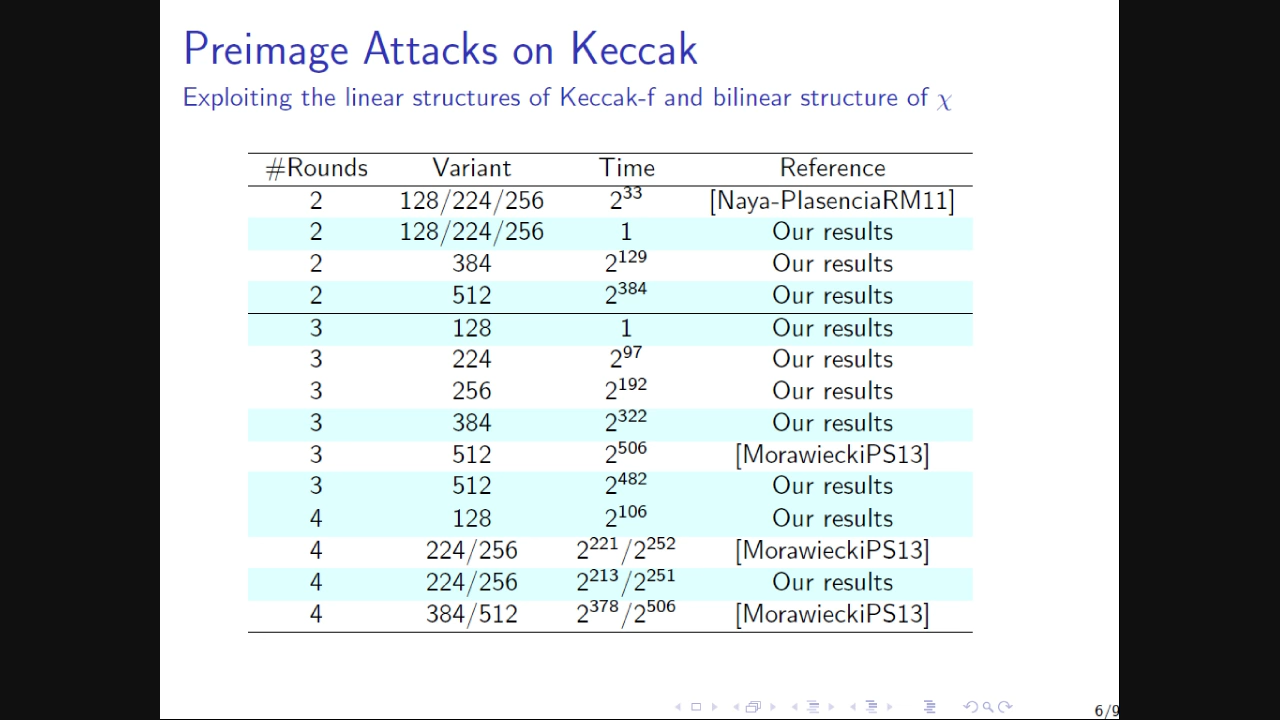 Preimage Attacks on Keccak
Exploiting the linear structures of Keccak-f and bilinear structure of χ
#Rounds Variant Time Reference
2 128/224/256 2^33 [Naya-PlasenciaRM11]
2 128/224/256 1 Our results
2 384 2^129 Our results
2 512 2^384 Our results
3 128 1 Our results
3 224 2^97 Our results
3 256 2^192 Our results
3 384 2^322 Our results
3 512 2^506 [MorawieckiPS13]
3 512 2^482 Our results
4 128 2^106 Our results
4 224/256 2^221/2^252 [MorawieckiPS13]
4 224/256 2^213/2^251 Our results
4 384/512 2^378/2^506 [MorawieckiPS13]
6/9